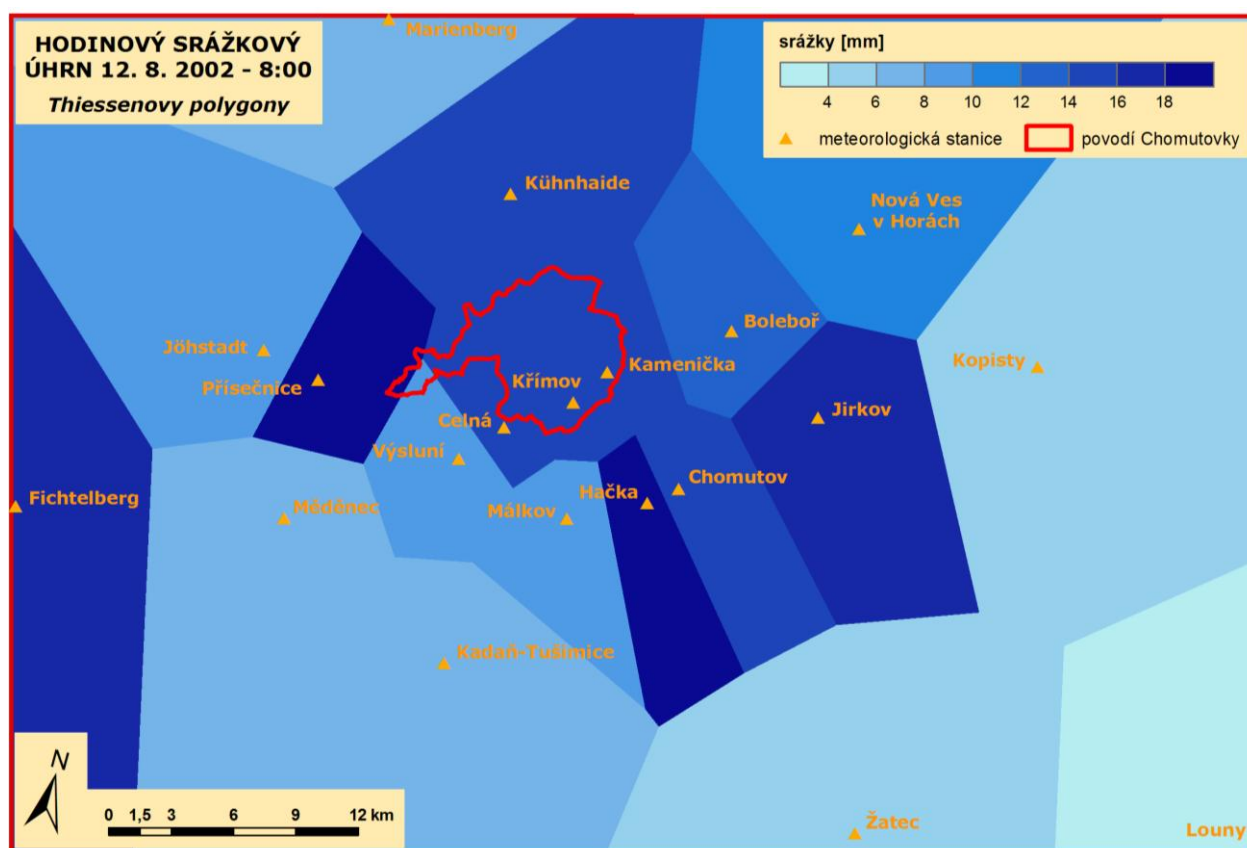 HODINOVÝ SRÁŽKOVÝ
ÚHRN 12. 8. 2002 - 8:00
Thiessenovy polygony
srážky [mm]
4 6 8 10 12 14 16 18
meteorologická stanice
povodí Chomutovky
Marienberg
Kühnhaide
Nová Ves
v Horách
Boleboř
Jöhstadt
Kamenička
Kopisty
Přísečnice
Křímov
Jirkov
Celná
Výsluní
Chomutov
Hačka
Fichtelberg
Měděnec
Málkov
Kadaň-Tušimice
N
0 1,5 3 6 9 12 km
Žatec
Louny